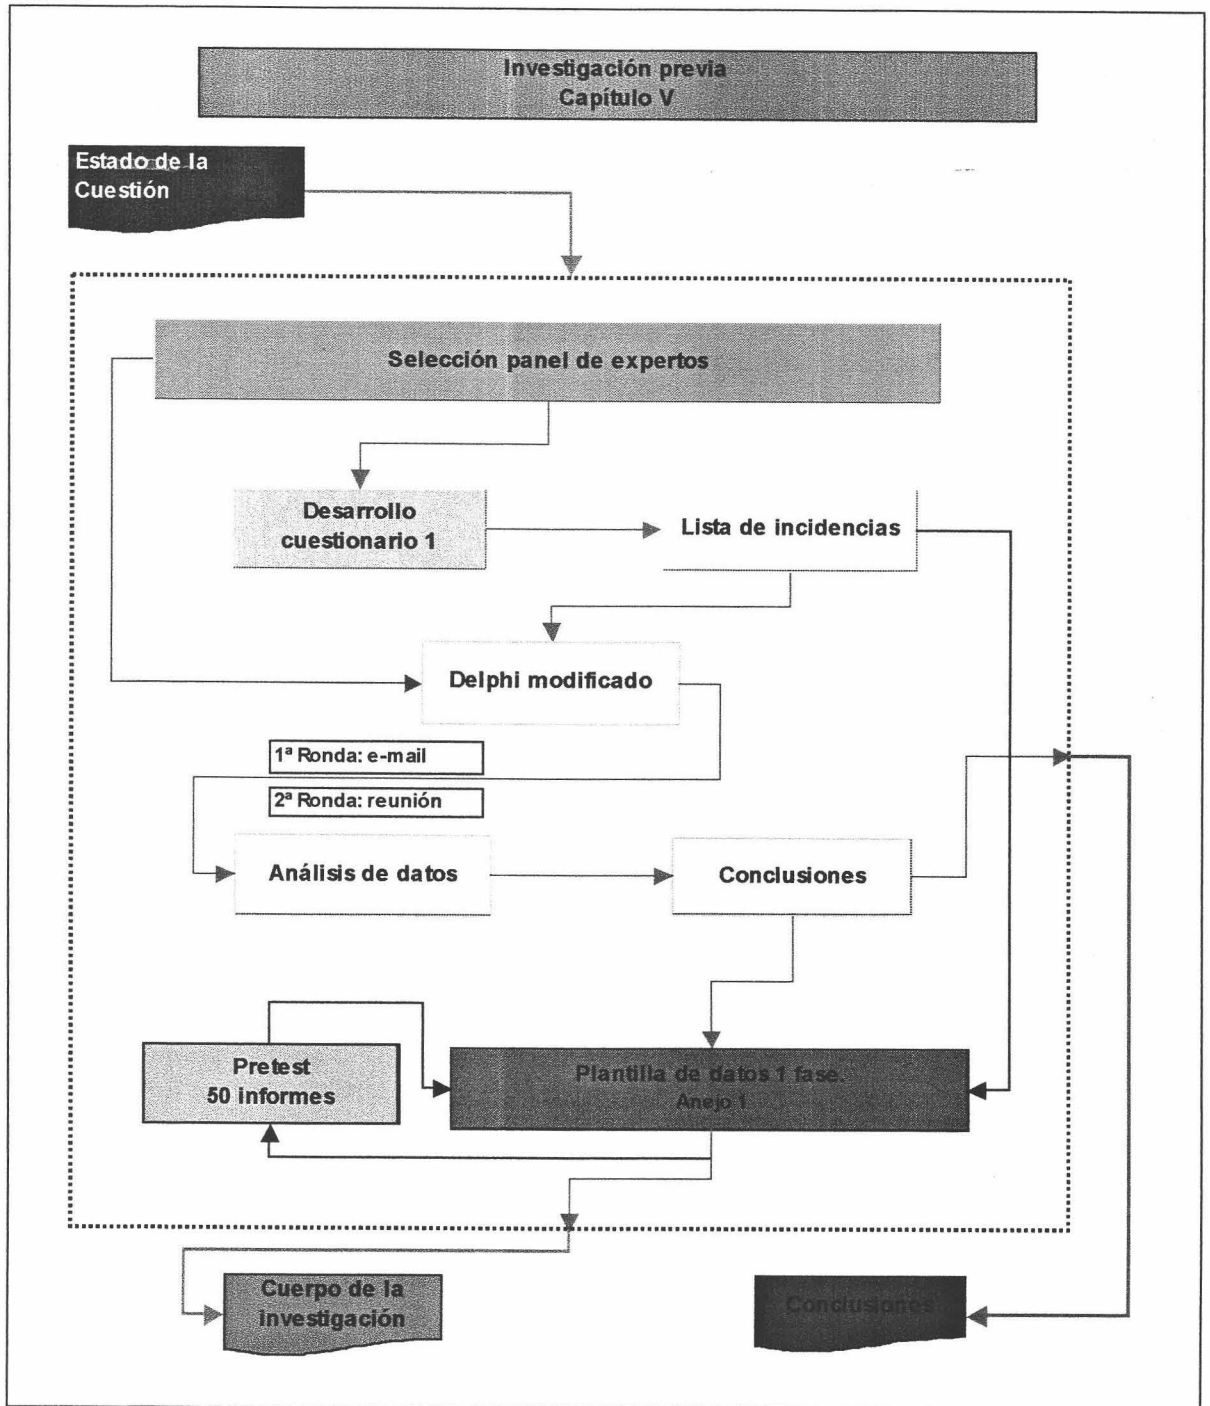 Investigación previa
Capítulo V
Estado de la
Cuestión
Selección panel de expertos
Desarrollo
cuestionario 1
Lista de incidencias
Delphi modificado
1ª Ronda: e-mail
2ª Ronda: reunión
Análisis de datos
Conclusiones
Pretest
50 informes
Plantilla de datos 1 fase.
Anejo 1
Cuerpo de la
investigación
Conclusiones